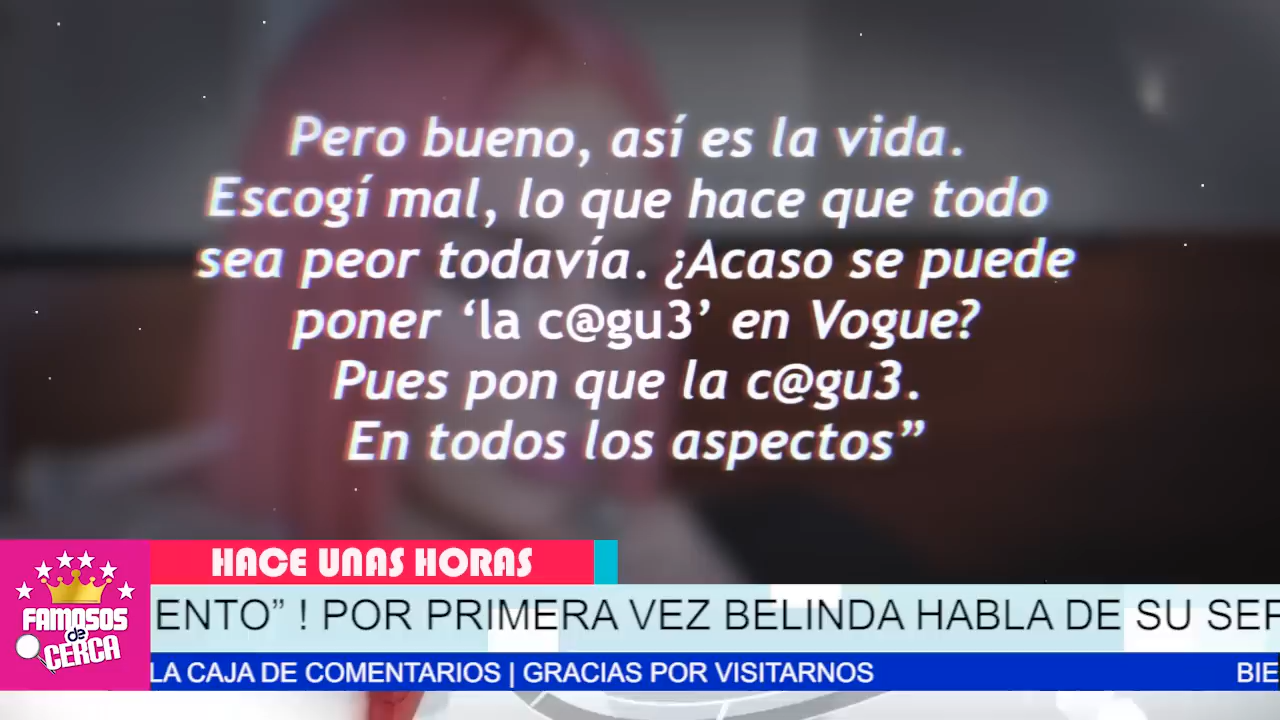 Pero bueno, así es la vida.
Escogí mal, lo que hace que todo
sea peor todavía. ¿Acaso se puede
poner ‘la c@gu3’ en Vogue?
Pues pon que la c@gu3.
En todos los aspectos”
HACE UNAS HORAS
FAMOSOS
de
CERCA
ENTO” ! POR PRIMERA VEZ BELINDA HABLA DE SU SEP
LA CAJA DE COMENTARIOS | GRACIAS POR VISITARNOS BIE